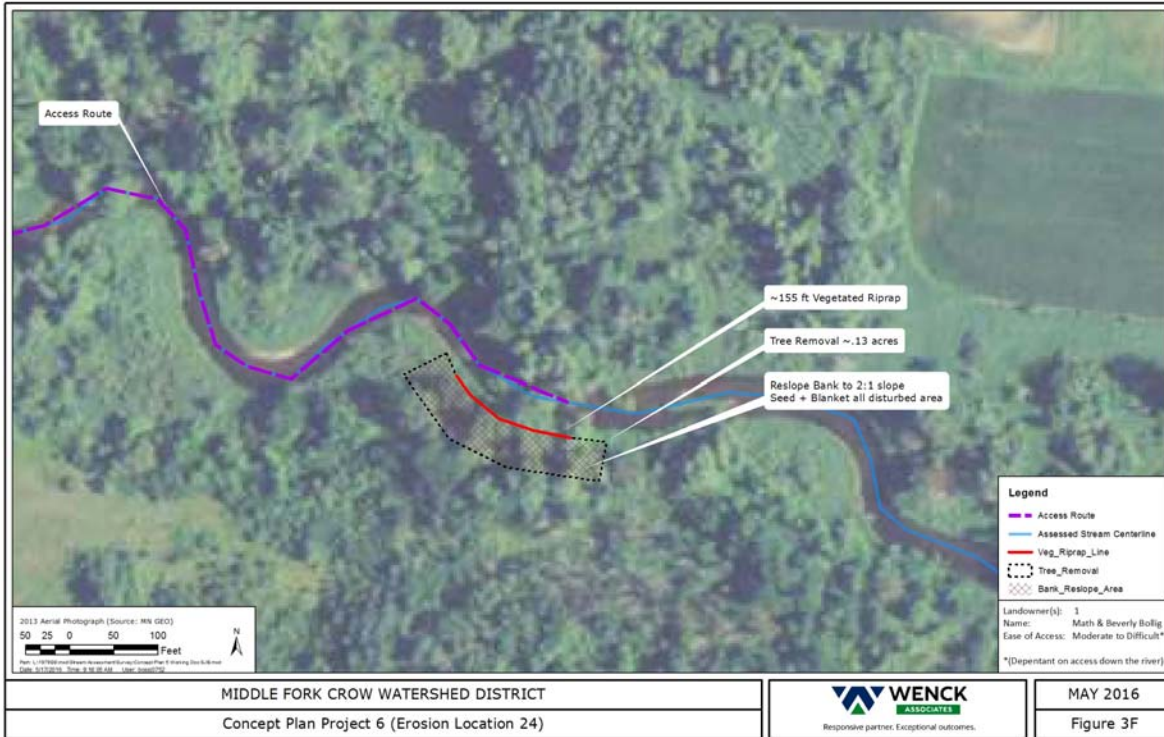 Access Route
~155 ft Vegetated Riprap
Tree Removal ~.13 acres
Reslope Bank to 2:1 slope
Seed + Blanket all disturbed area
Legend
Access Route
Assessed Stream Centerline
Veg_Riprap_Line
Tree_Removal
Bank_Reslope_Area
Landowner(s): 1
Name: Math & Beverly Bollig
Ease of Access: Moderate to Difficult*
*(Dependant on access down the river)
2013 Aerial Photograph (Source: MN GEO)
50 25 0 50 100
Feet
N
MIDDLE FORK CROW WATERSHED DISTRICT
Concept Plan Project 6 (Erosion Location 24)
WENCK
ASSOCIATES
Responsive partner. Exceptional outcomes.
MAY 2016
Figure 3F